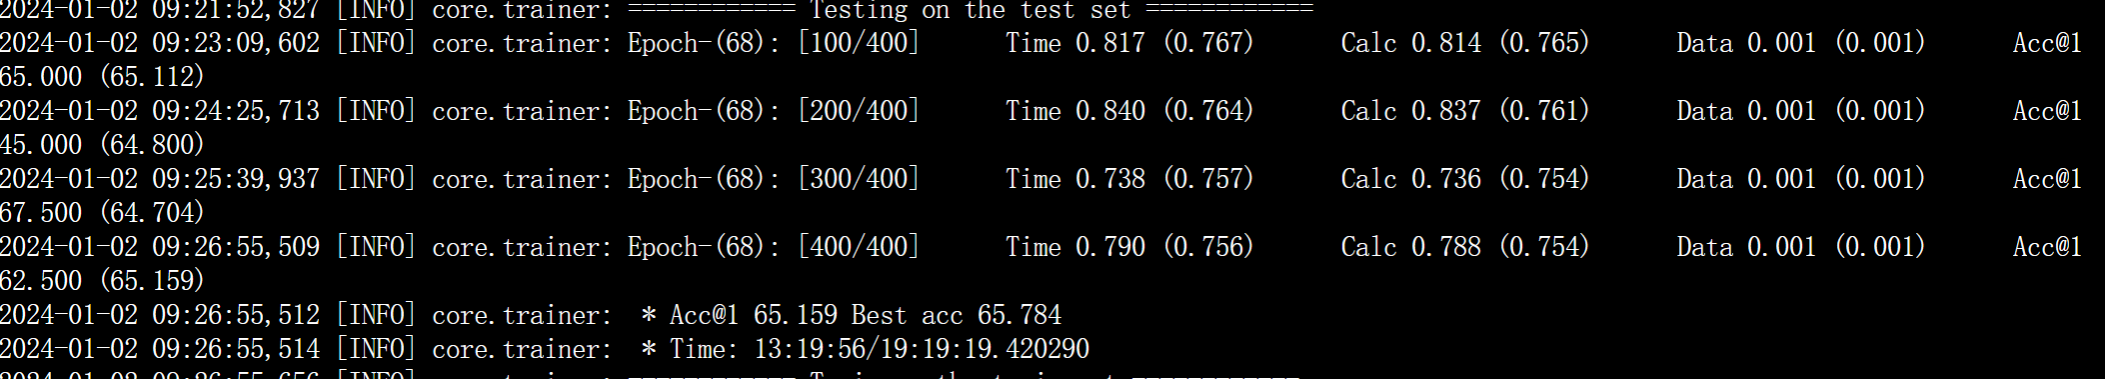 2024-01-02 09:21:52,827 [INFO] core.trainer: ============ Testing on the test set ============
2024-01-02 09:23:09,602 [INFO] core.trainer: Epoch-(68): [100/400] Time 0.817 (0.767) Calc 0.814 (0.765) Data 0.001 (0.001) Acc@1
65.000 (65.112)
2024-01-02 09:24:25,713 [INFO] core.trainer: Epoch-(68): [200/400] Time 0.840 (0.764) Calc 0.837 (0.761) Data 0.001 (0.001) Acc@1
45.000 (64.800)
2024-01-02 09:25:39,937 [INFO] core.trainer: Epoch-(68): [300/400] Time 0.738 (0.757) Calc 0.736 (0.754) Data 0.001 (0.001) Acc@1
67.500 (64.704)
2024-01-02 09:26:55,509 [INFO] core.trainer: Epoch-(68): [400/400] Time 0.790 (0.756) Calc 0.788 (0.754) Data 0.001 (0.001) Acc@1
62.500 (65.159)
2024-01-02 09:26:55,512 [INFO] core.trainer: * Acc@1 65.159 Best acc 65.784
2024-01-02 09:26:55,514 [INFO] core.trainer: * Time: 13:19:56/19:19:19.420290